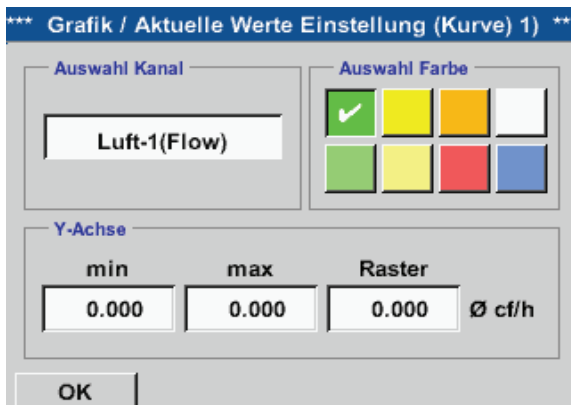 *** Grafik / Aktuelle Werte Einstellung (Kurve) 1) **
Auswahl Kanal
Auswahl Farbe
Luft-1(Flow)
Y-Achse
min max Raster
0.000 0.000 0.000 Ø cf/h
OK